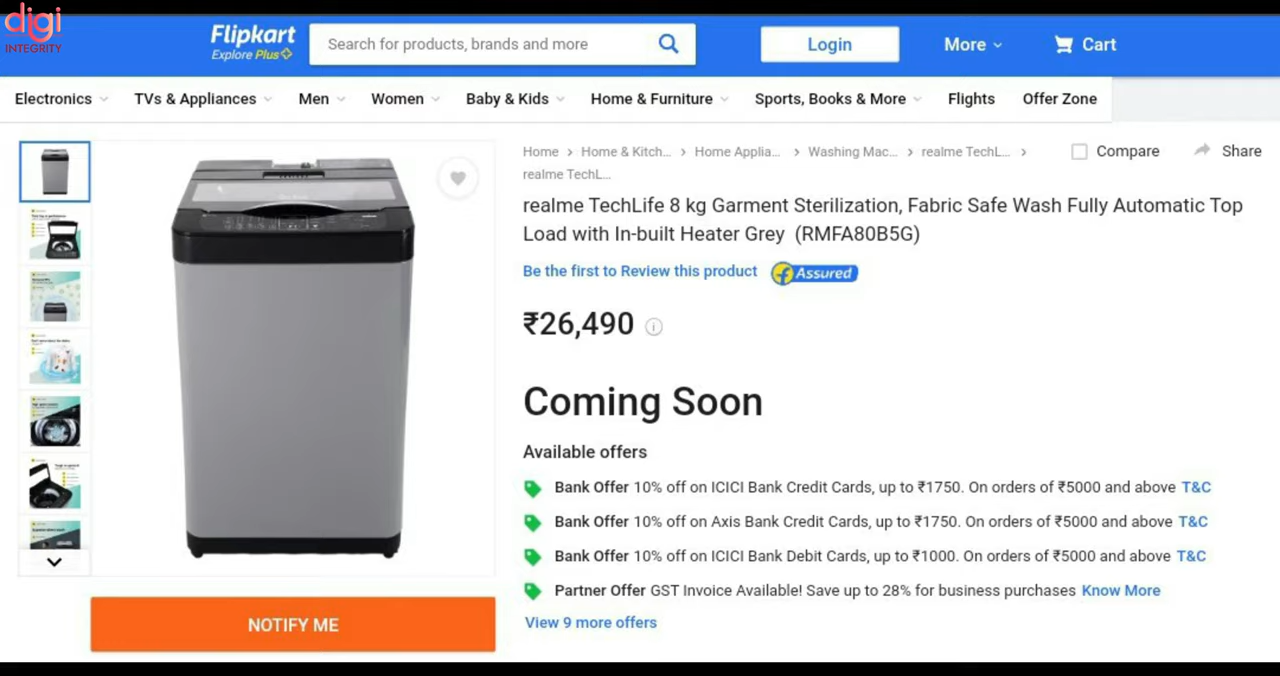 digi
INTEGRITY
Flipkart
Explore Plus
Search for products, brands and more
Login
More
Cart
Electronics
TVs & Appliances
Men
Women
Baby & Kids
Home & Furniture
Sports, Books & More
Flights
Offer Zone
Home > Home & Kitch... > Home Applia... > Washing Mac... > realme TechL... >
realme TechL...
Compare
Share
realme TechLife 8 kg Garment Sterilization, Fabric Safe Wash Fully Automatic Top
Load with In-built Heater Grey (RMFA80B5G)
Be the first to Review this product
f Assured
₹26,490
Coming Soon
Available offers
Bank Offer 10% off on ICICI Bank Credit Cards, up to ₹1750. On orders of ₹5000 and above T&C
Bank Offer 10% off on Axis Bank Credit Cards, up to ₹1750. On orders of ₹5000 and above T&C
Bank Offer 10% off on ICICI Bank Debit Cards, up to ₹1000. On orders of ₹5000 and above T&C
Partner Offer GST Invoice Available! Save up to 28% for business purchases Know More
View 9 more offers
NOTIFY ME